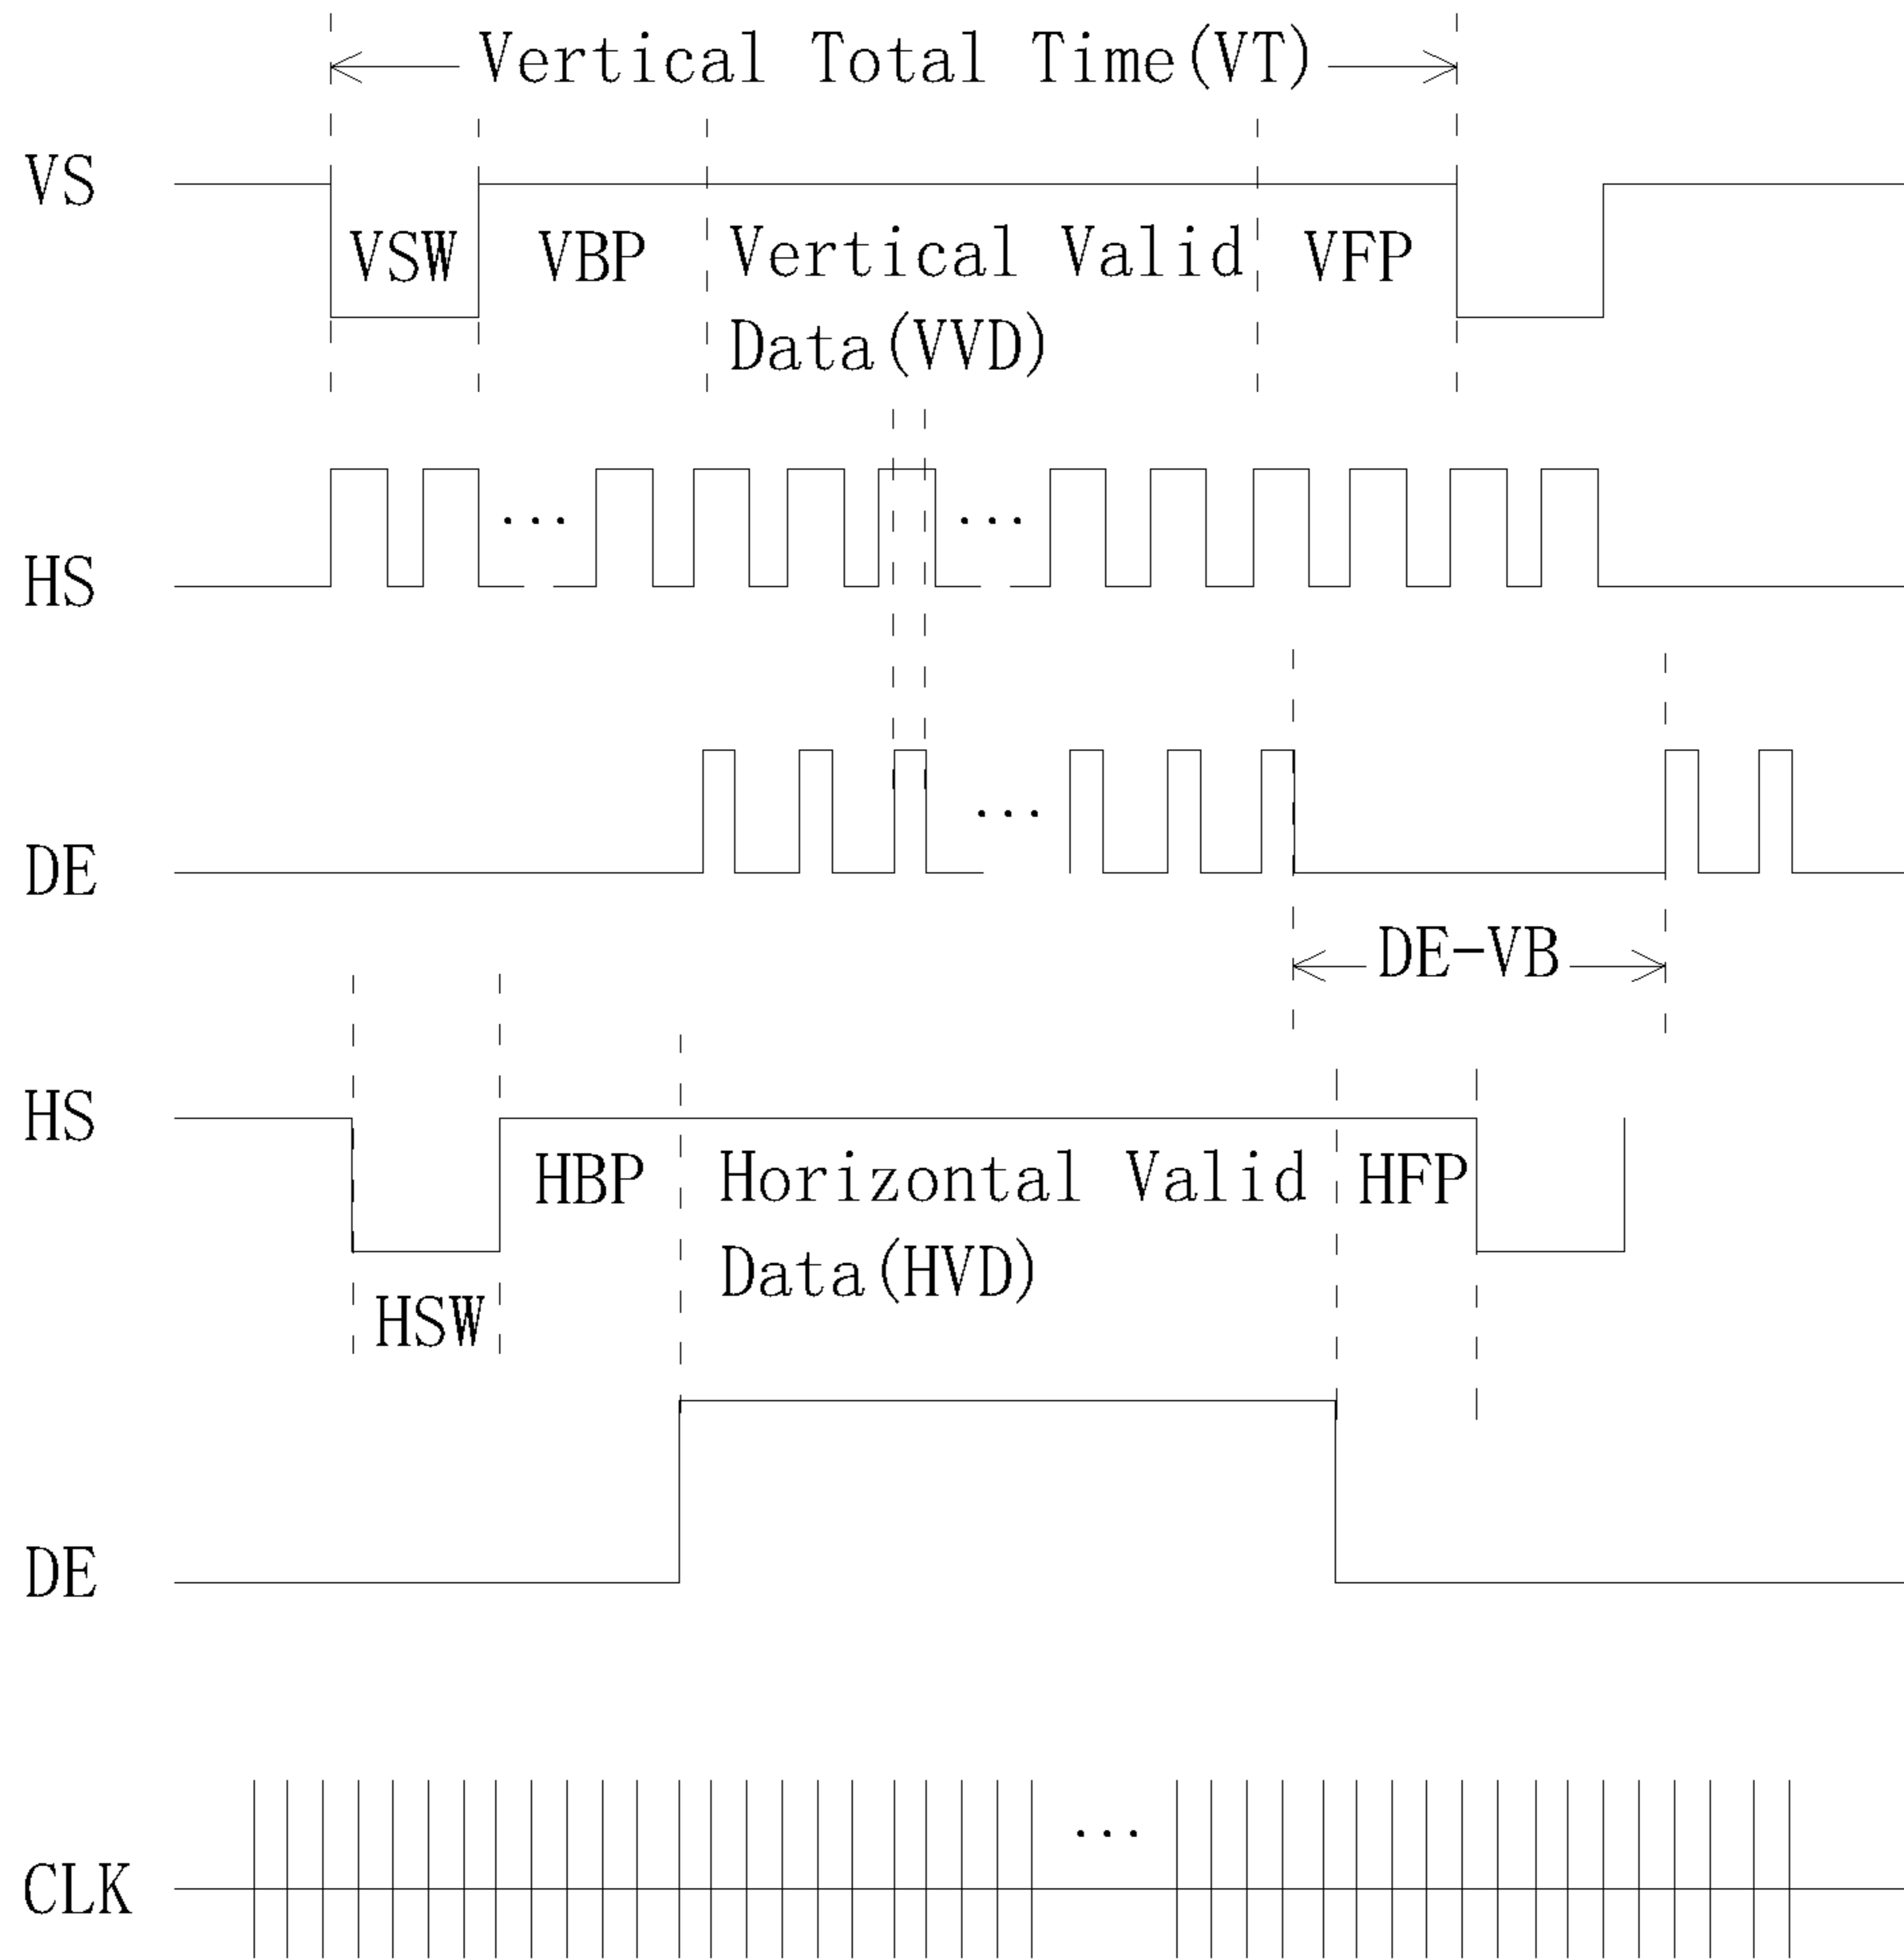 Vertical Total Time(VT)
VS
VSW VBP Vertical Valid VFP
Data(VVD)
...
...
HS
...
DE
DE-VB
HS
HBP Horizontal Valid HFP
Data(HVD)
HSW
DE
...
CLK